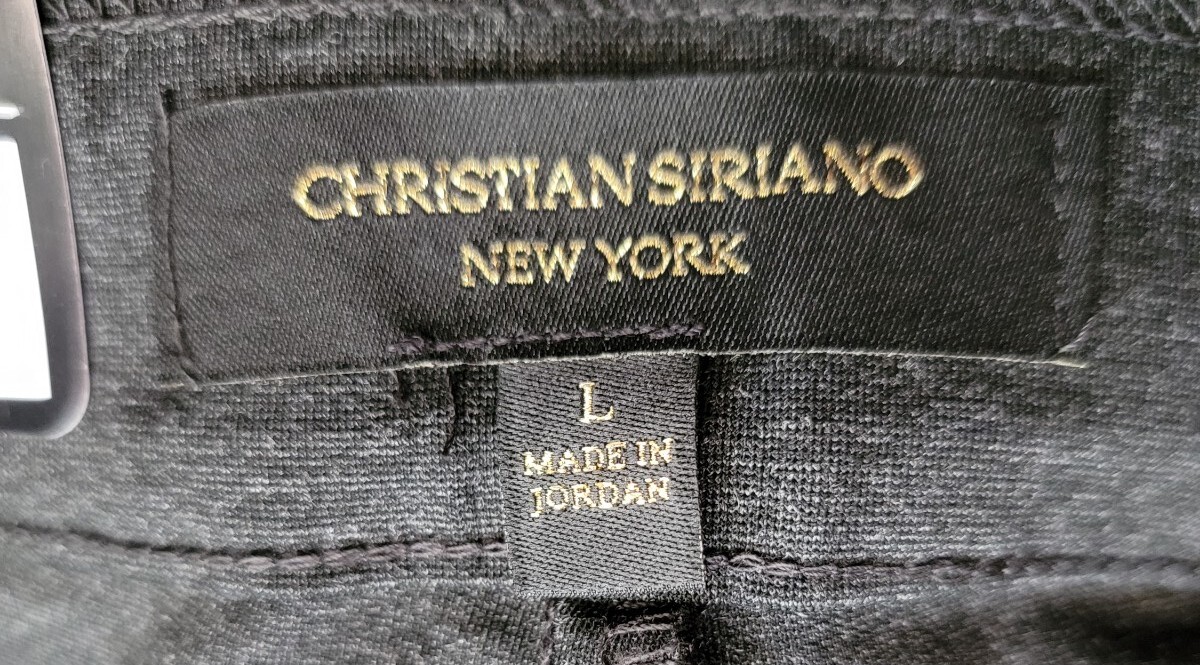 CHRISTIAN SIRIANO
NEW YORK
L
MADE IN
JORDAN